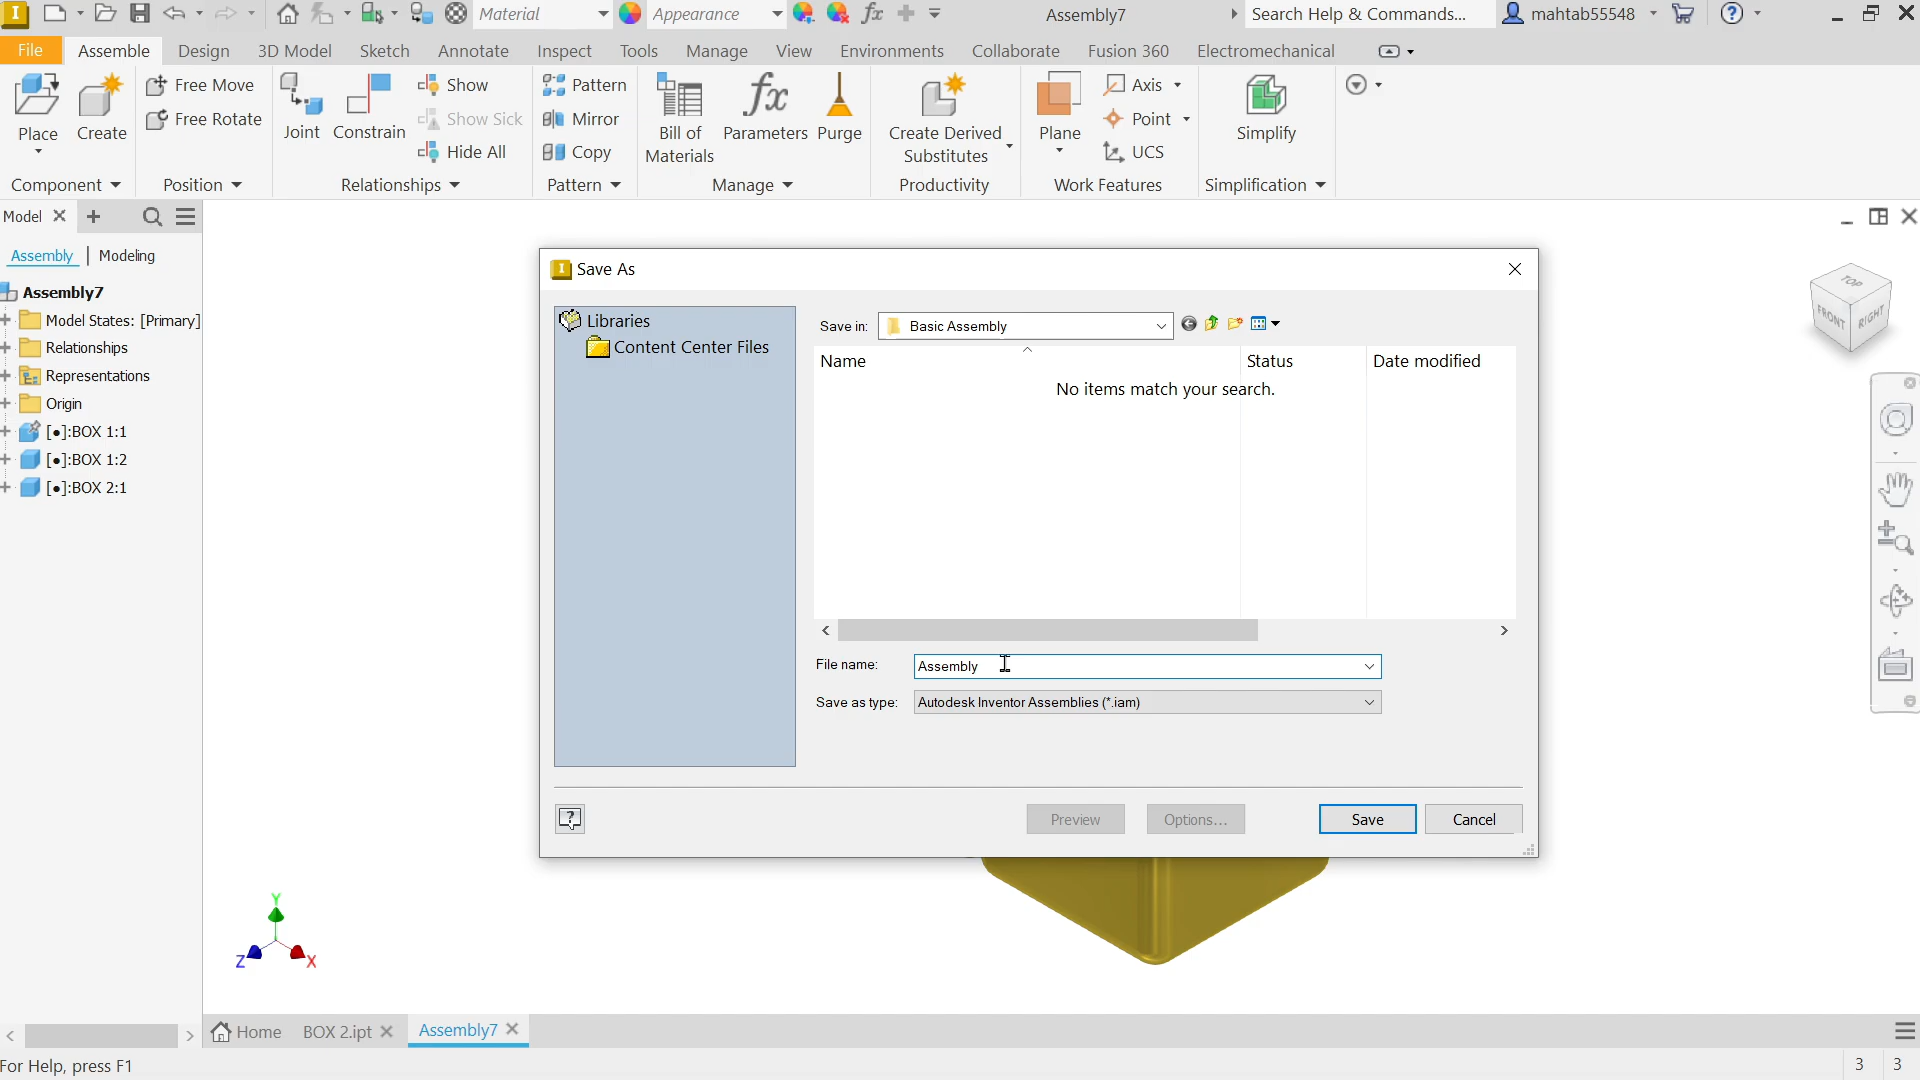 I Material Appearance fx Assembly7 Search Help & Commands... mahtab55548 ?
File Assemble Design 3D Model Sketch Annotate Inspect Tools Manage View Environments Collaborate Fusion 360 Electromechanical
Place
Create
Free Move
Free Rotate
Joint
Constrain
Show
Show Sick
Hide All
Pattern
Mirror
Copy
Bill of
Materials
fx
Parameters
Purge
Create Derived
Substitutes
Plane
Axis
Point
UCS
Simplify
Component Position Relationships Pattern Manage Productivity Work Features Simplification
Model
Assembly | Modeling
Assembly7
Model States: [Primary]
Relationships
Representations
Origin
[•]:BOX 1:1
[•]:BOX 1:2
[•]:BOX 2:1
TOP
FRONT RIGHT
I Save As
Libraries
Content Center Files
Save in: Basic Assembly
Name Status Date modified
No items match your search.
File name: Assembly
Save as type: Autodesk Inventor Assemblies (*.iam)
? Preview Options... Save Cancel
Y
Z X
Home BOX 2.ipt Assembly7
For Help, press F1 3 3